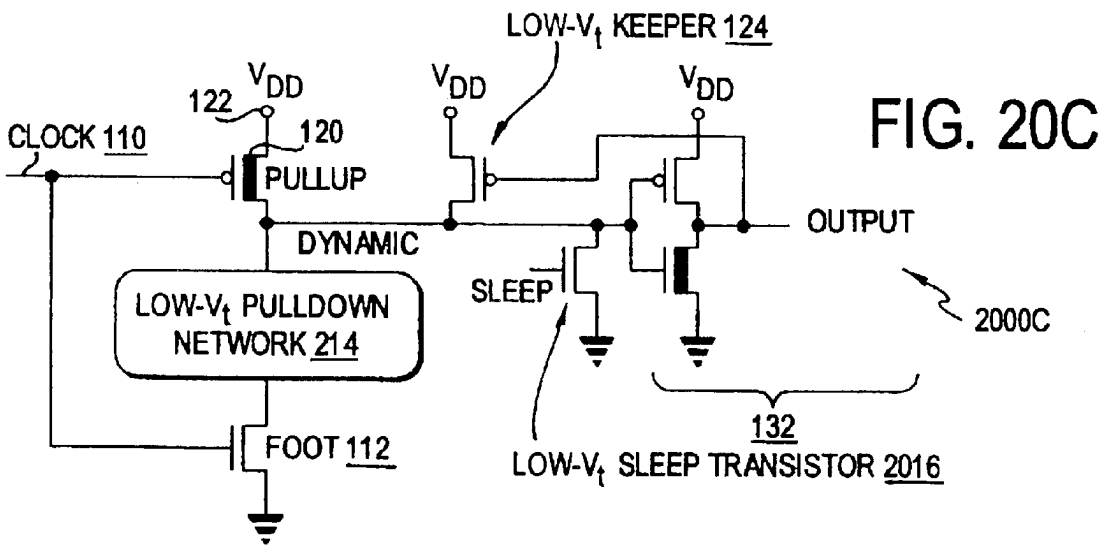 LOW-Vt KEEPER 124
VDD
VDD
VDD
FIG. 20C
122
120
CLOCK 110
PULLUP
OUTPUT
DYNAMIC
SLEEP
LOW-Vt PULLDOWN
NETWORK 214
2000C
FOOT 112
132
LOW-Vt SLEEP TRANSISTOR 2016